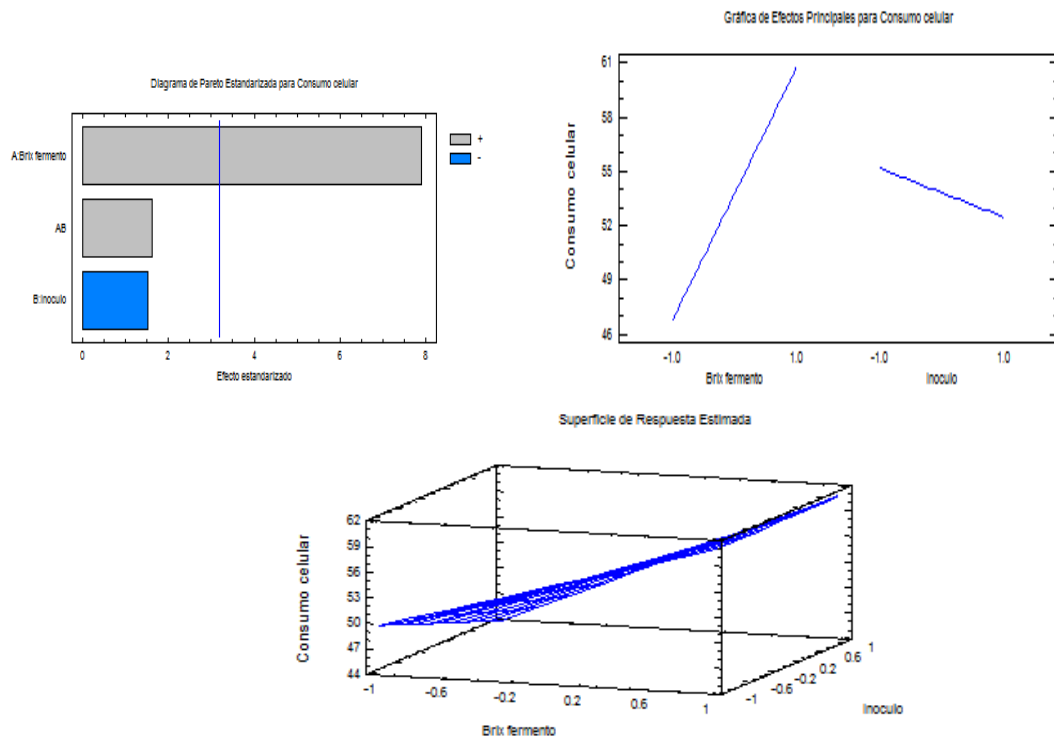 Diagrama de Pareto Estandarizada para Consumo celular
A:Brix fermento
AB
B:Inoculo
0 2 4 6 8
Efecto estandarizado
+
-
Gráfica de Efectos Principales para Consumo celular
Consumo celular
61
58
55
52
49
46
-1.0 1.0 -1.0 1.0
Brix fermento Inoculo
Superficie de Respuesta Estimada
Consumo celular
62
59
56
53
50
47
44
-1 -0.6 -0.2 0.2 0.6 1
Brix fermento
-1 -0.6 -0.2 0.2 0.6 1
Inoculo